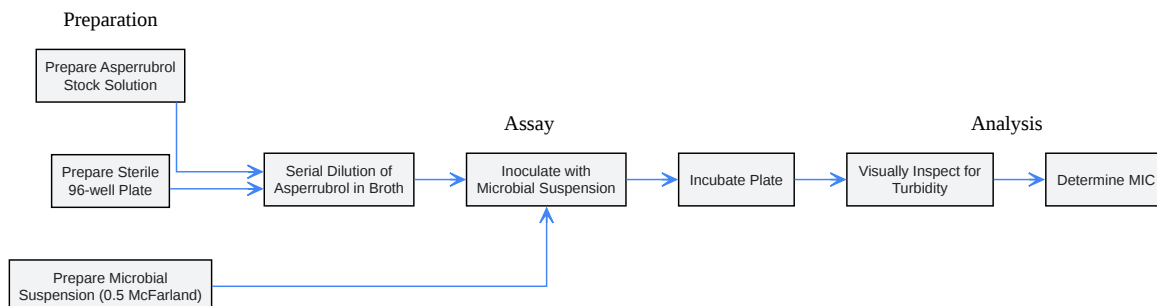 Preparation
Prepare Asperrubrol
Stock Solution
Assay
Analysis
Prepare Sterile
96-well Plate
Serial Dilution of
Asperrubrol in Broth
Inoculate with
Microbial Suspension
Incubate Plate
Visually Inspect for
Turbidity
Determine MIC
Prepare Microbial
Suspension (0.5 McFarland)